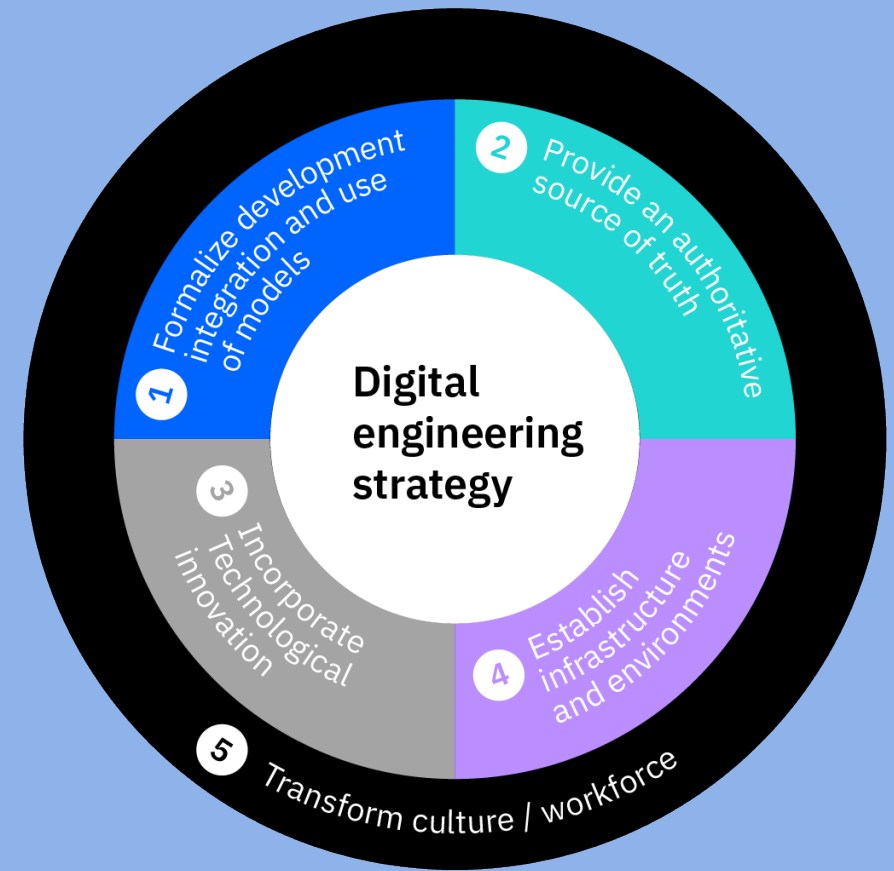 Digital
engineering
strategy
1
Formalize development
integration and use
of models
2
Provide an authoritative
source of truth
3
Incorporate
Technological
innovation
4
Establish
infrastructure
and environments
5
Transform culture / workforce